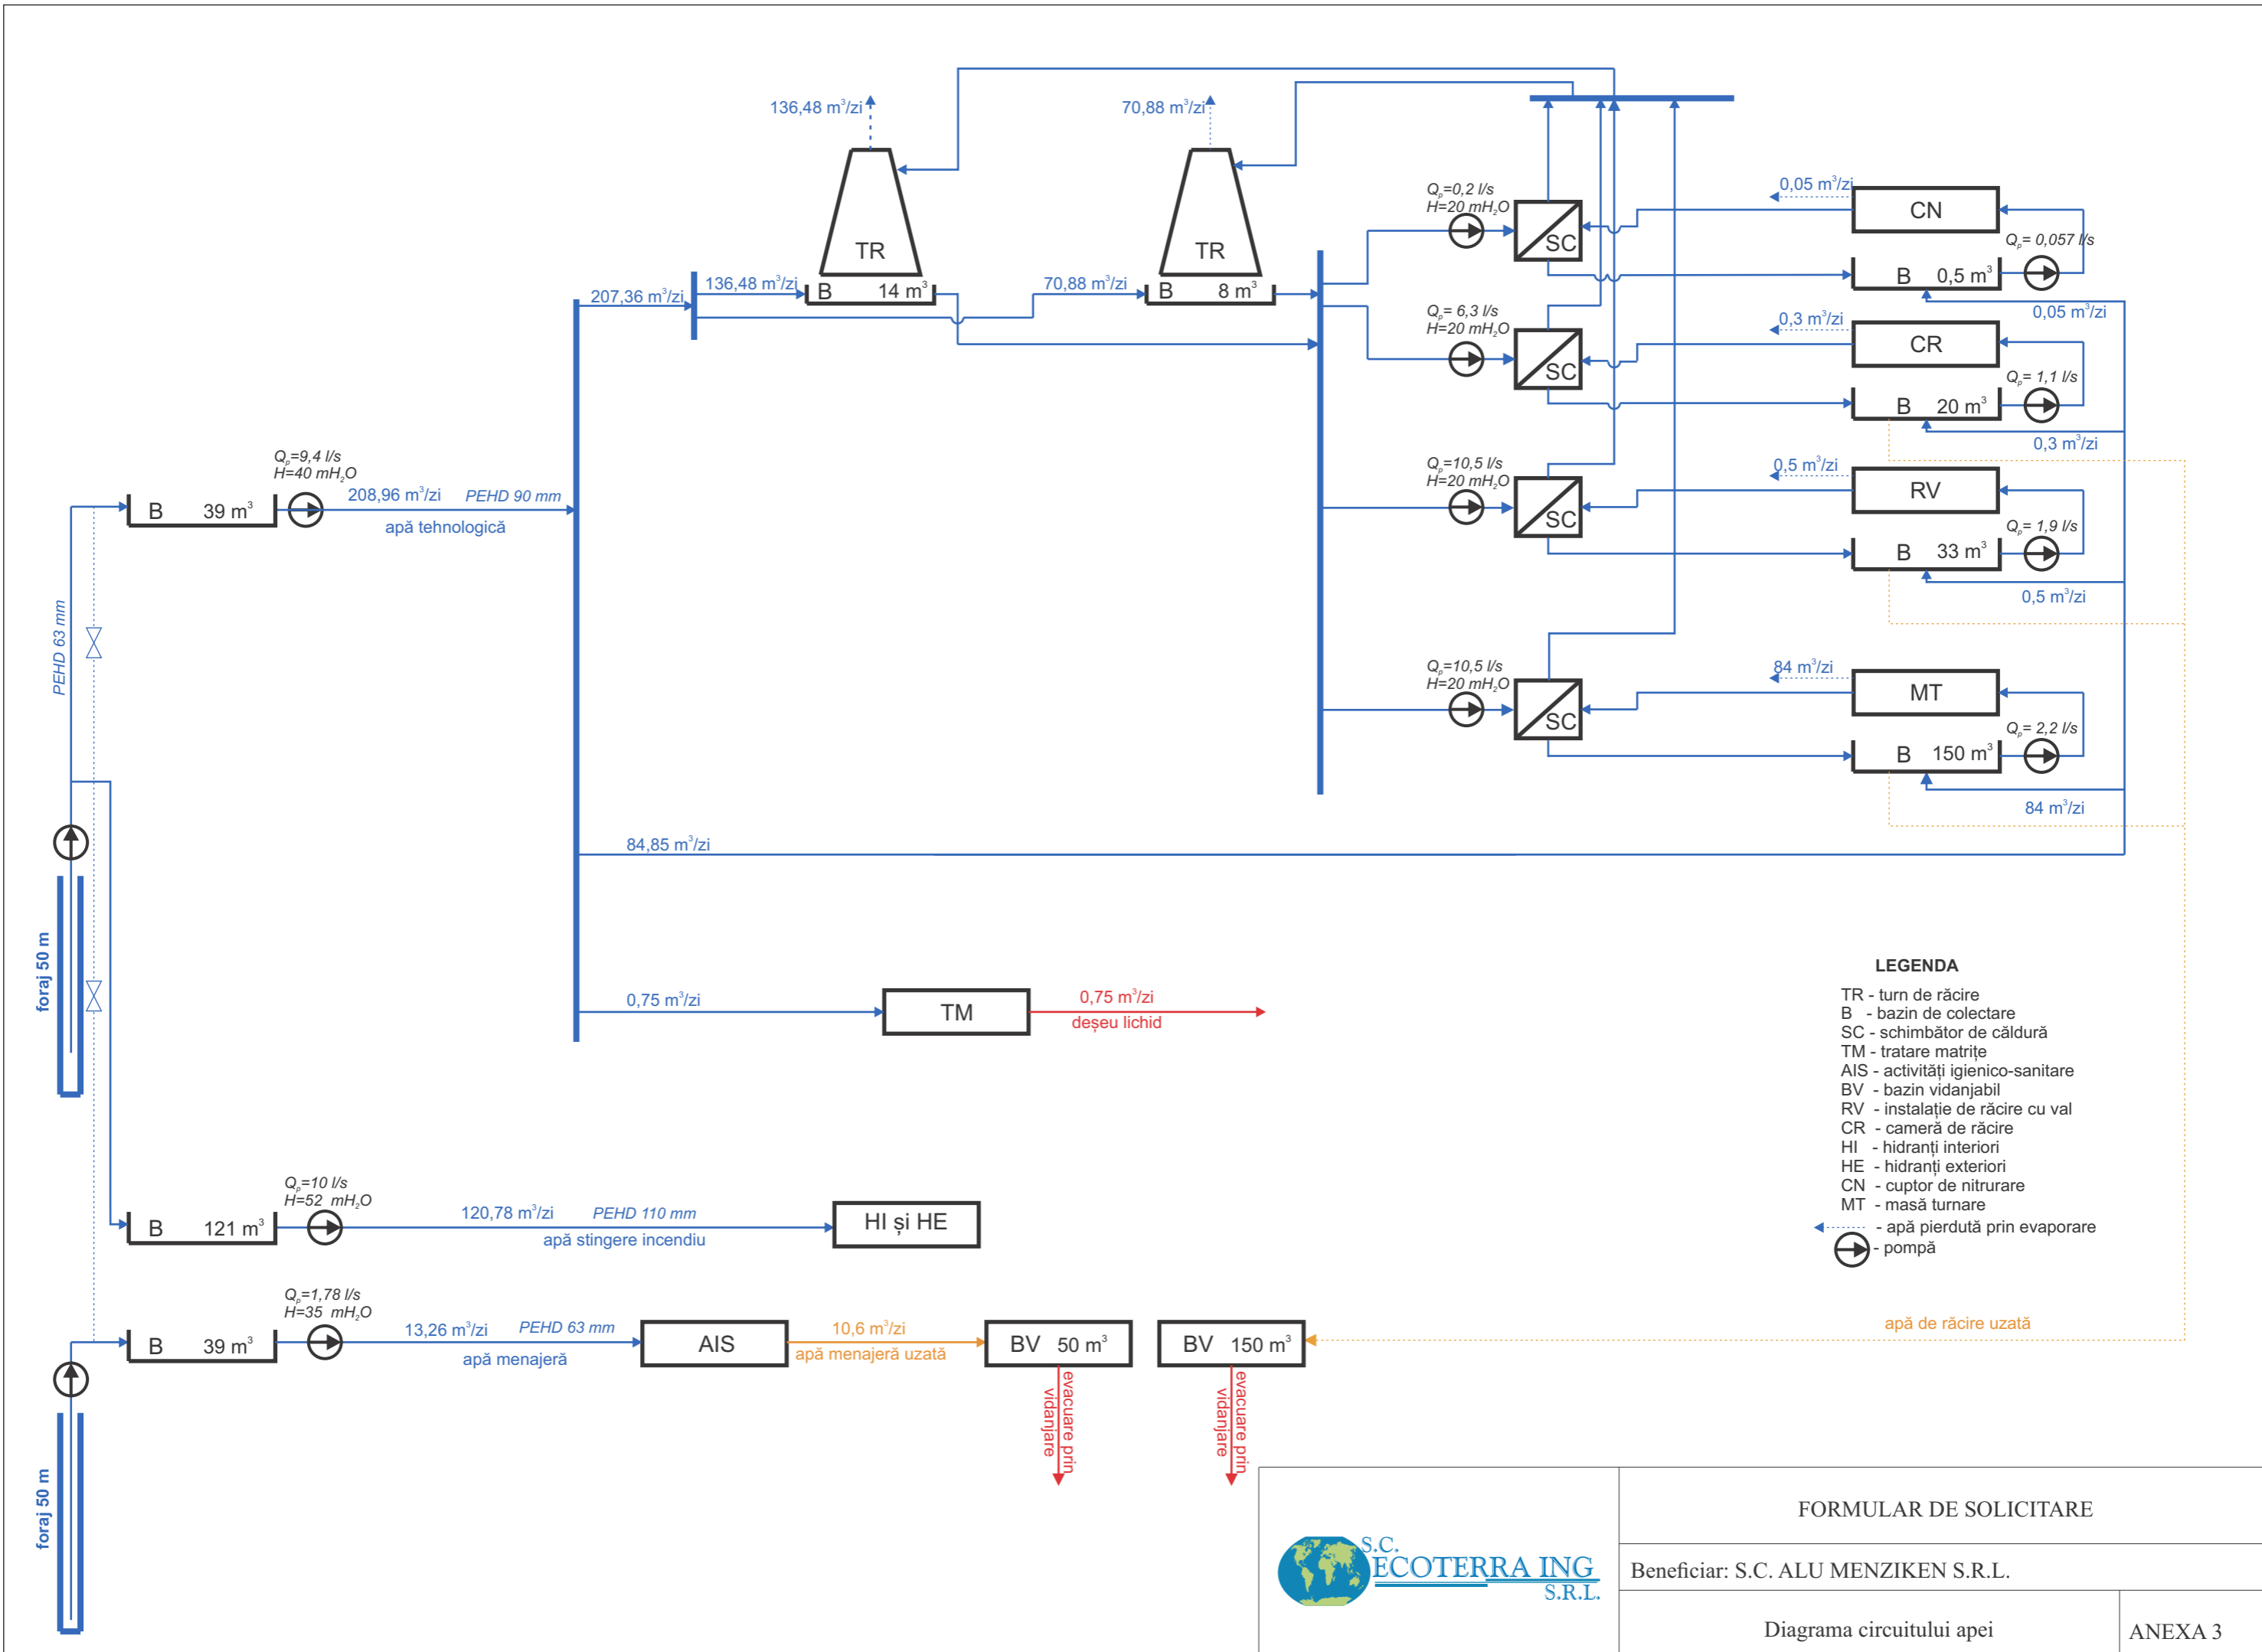 136,48 m³/zi
70,88 m³/zi
TR
TR
207,36 m³/zi
136,48 m³/zi
B 14 m³
70,88 m³/zi
B 8 m³
Qp=0,2 l/s
H=20 mH₂O
SC
0,05 m³/zi
CN
Qp= 0,057 l/s
B 0,5 m³
0,05 m³/zi
Qp= 6,3 l/s
H=20 mH₂O
SC
0,3 m³/zi
CR
Qp= 1,1 l/s
B 20 m³
0,3 m³/zi
Qp=10,5 l/s
H=20 mH₂O
SC
0,5 m³/zi
RV
Qp= 1,9 l/s
B 33 m³
0,5 m³/zi
Qp=10,5 l/s
H=20 mH₂O
SC
84 m³/zi
MT
Qp= 2,2 l/s
B 150 m³
84 m³/zi
Qp=9,4 l/s
H=40 mH₂O
B 39 m³
208,96 m³/zi PEHD 90 mm
apă tehnologică
PEHD 63 mm
foraj 50 m
84,85 m³/zi
0,75 m³/zi
TM
0,75 m³/zi
deșeu lichid
Qp=10 l/s
H=52 mH₂O
B 121 m³
120,78 m³/zi PEHD 110 mm
apă stingere incendiu
HI și HE
Qp=1,78 l/s
H=35 mH₂O
B 39 m³
13,26 m³/zi PEHD 63 mm
apă menajeră
AIS
10,6 m³/zi
apă menajeră uzată
BV 50 m³
evacuare prin
vidanjare
BV 150 m³
evacuare prin
vidanjare
apă de răcire uzată
foraj 50 m
LEGENDA
TR - turn de răcire
B - bazin de colectare
SC - schimbător de căldură
TM - tratare matrițe
AIS - activități igienico-sanitare
BV - bazin vidanjabil
RV - instalație de răcire cu val
CR - cameră de răcire
HI - hidranți interiori
HE - hidranți exteriori
CN - cuptor de nitrurare
MT - masă turnare
- apă pierdută prin evaporare
- pompă
S.C.
ECOTERRA ING
S.R.L.
FORMULAR DE SOLICITARE
Beneficiar: S.C. ALU MENZIKEN S.R.L.
Diagrama circuitului apei
ANEXA 3